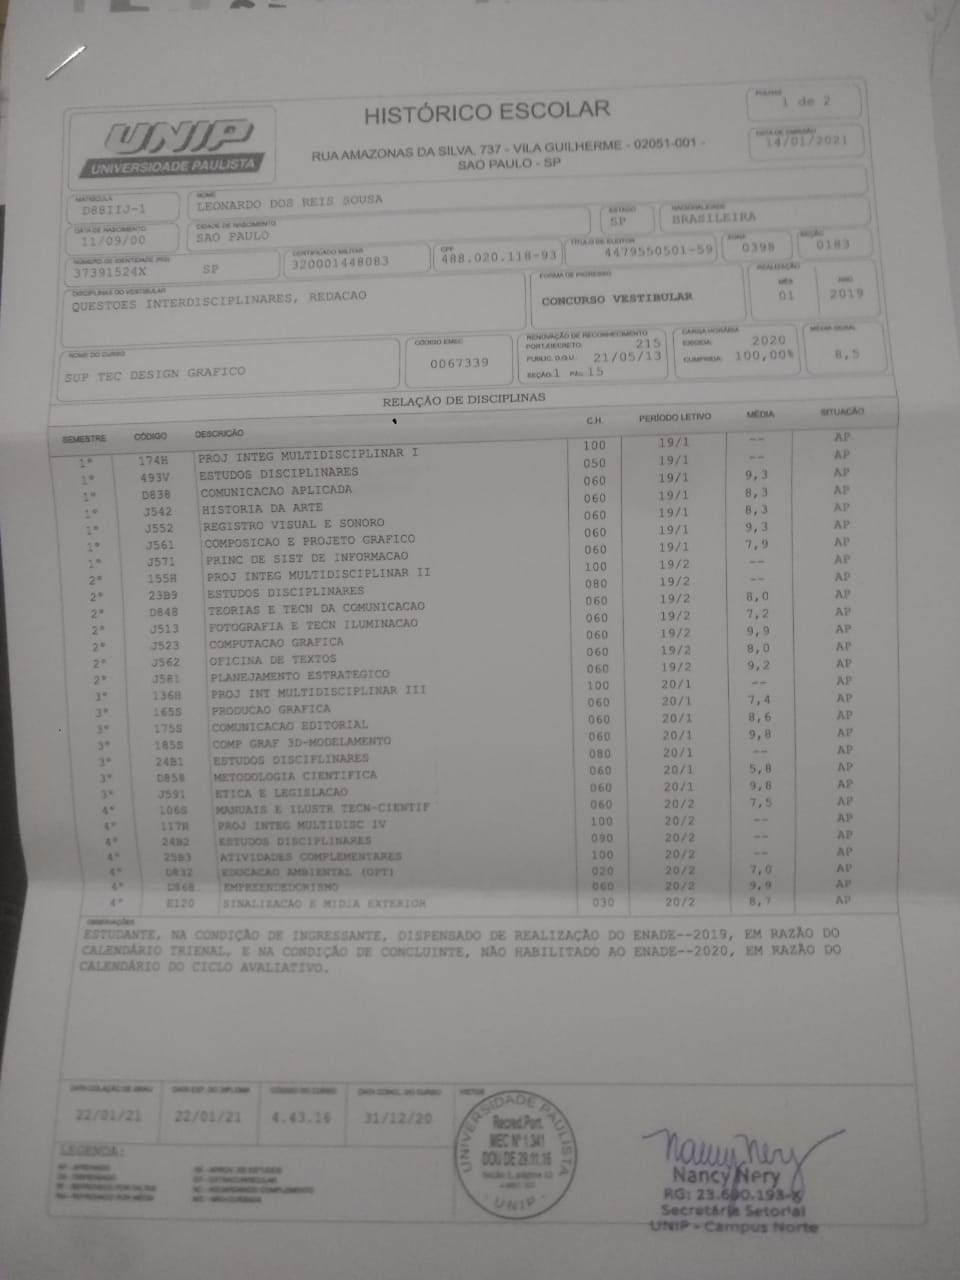 HISTÓRICO ESCOLAR
FOLHAS
1 de 2
UNIP
UNIVERSIDADE PAULISTA
RUA AMAZONAS DA SILVA, 737 - VILA GUILHERME - 02051-001 -
SAO PAULO - SP
DATA DE EMISSÃO
14/01/2021
MATRÍCULA
D881IJ-1
NOME
LEONARDO DOS REIS SOUSA
DATA DE NASCIMENTO
11/09/00
CIDADE DE NASCIMENTO
SAO PAULO
ESTADO
SP
NACIONALIDADE
BRASILEIRA
NÚMERO DE IDENTIDADE (RG)
37391524X SP
CERTIFICADO MILITAR
320001448083
CPF
488.020.118-93
TÍTULO DE ELEITOR
4479550501-59
ZONA
0398
SEÇÃO
0183
DISCIPLINAS DO VESTIBULAR
QUESTOES INTERDISCIPLINARES, REDACAO
FORMA DE INGRESSO
CONCURSO VESTIBULAR
REALIZAÇÃO
MÊS
01
ANO
2019
NOME DO CURSO
SUP TEC DESIGN GRAFICO
CÓDIGO EMEC
0067339
RENOVAÇÃO DE RECONHECIMENTO
PORT/DECRETO: 215
PUBLIC. D.O.U. 21/05/13
SEÇÃO: 1 PÁG. 15
CARGA HORÁRIA
EXIGIDA: 2020
CUMPRIDA: 100,00%
MÉDIA GERAL
8,5
RELAÇÃO DE DISCIPLINAS
SEMESTRE CÓDIGO DESCRIÇÃO C.H. PERÍODO LETIVO MÉDIA SITUAÇÃO
1º 174H PROJ INTEG MULTIDISCIPLINAR I 100 19/1 -- AP
1º 493V ESTUDOS DISCIPLINARES 050 19/1 -- AP
1º D838 COMUNICACAO APLICADA 060 19/1 9,3 AP
1º J542 HISTORIA DA ARTE 060 19/1 8,3 AP
1º J552 REGISTRO VISUAL E SONORO 060 19/1 8,3 AP
1º J561 COMPOSICAO E PROJETO GRAFICO 060 19/1 9,3 AP
1º J571 PRINC DE SIST DE INFORMACAO 060 19/1 7,9 AP
2º 155H PROJ INTEG MULTIDISCIPLINAR II 100 19/2 -- AP
2º 23B9 ESTUDOS DISCIPLINARES 080 19/2 -- AP
2º D848 TEORIAS E TECN DA COMUNICACAO 060 19/2 8,0 AP
2º J513 FOTOGRAFIA E TECN ILUMINACAO 060 19/2 7,2 AP
2º J523 COMPUTACAO GRAFICA 060 19/2 9,9 AP
2º J562 OFICINA DE TEXTOS 060 19/2 8,0 AP
2º J581 PLANEJAMENTO ESTRATEGICO 060 19/2 9,2 AP
3º 136H PROJ INT MULTIDISCIPLINAR III 100 20/1 -- AP
3º 165S PRODUCAO GRAFICA 060 20/1 7,4 AP
3º 175S COMUNICACAO EDITORIAL 060 20/1 8,6 AP
3º 185S COMP GRAF 3D-MODELAMENTO 060 20/1 9,8 AP
3º 24B1 ESTUDOS DISCIPLINARES 080 20/1 -- AP
3º D858 METODOLOGIA CIENTIFICA 060 20/1 5,8 AP
3º J591 ETICA E LEGISLACAO 060 20/1 9,8 AP
4º 106S MANUAIS E ILUSTR TECN-CIENTIF 060 20/2 7,5 AP
4º 117H PROJ INTEG MULTIDISC IV 100 20/2 -- AP
4º 24B2 ESTUDOS DISCIPLINARES 090 20/2 -- AP
4º 25B3 ATIVIDADES COMPLEMENTARES 100 20/2 -- AP
4º D832 EDUCACAO AMBIENTAL (OPT) 020 20/2 7,0 AP
4º D868 EMPREENDEDORISMO 060 20/2 9,9 AP
4º E120 SINALIZACAO E MIDIA EXTERIOR 030 20/2 8,7 AP
OBSERVAÇÕES
ESTUDANTE, NA CONDIÇÃO DE INGRESSANTE, DISPENSADO DE REALIZAÇÃO DO ENADE--2019, EM RAZÃO DO
CALENDÁRIO TRIENAL, E NA CONDIÇÃO DE CONCLUINTE, NÃO HABILITADO AO ENADE--2020, EM RAZÃO DO
CALENDÁRIO DO CICLO AVALIATIVO.
DATA COLAÇÃO DE GRAU
22/01/21
DATA EXP. DO DIPLOMA
22/01/21
CÓDIGO DO CURSO
4.43.16
DATA CONCL. DO CURSO
31/12/20
LEGENDA:
UNIVERSIDADE PAULISTA
Recred. Port.
MEC Nº 1.341
DOU DE 29.11.16
- UNIP -
Nancy Nery
Nancy Nery
RG: 23.690.193-X
Secretária Setorial
UNIP - Campus Norte